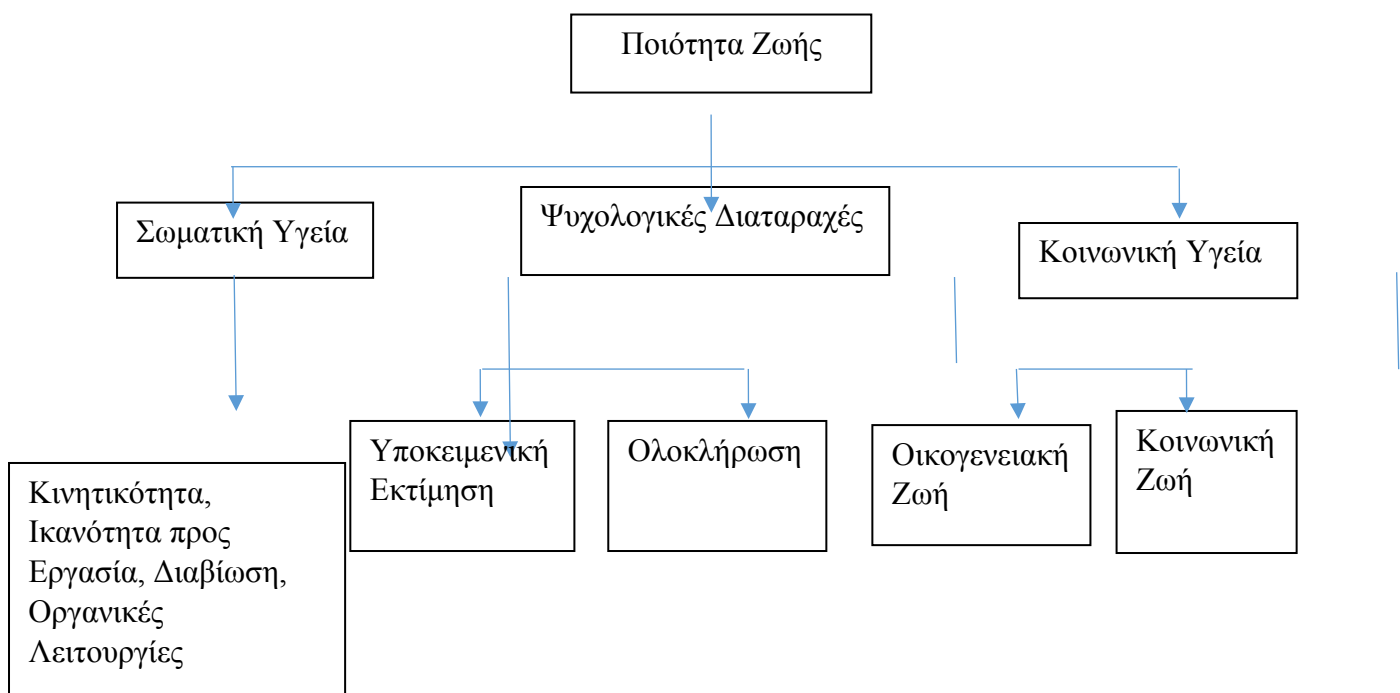 Ποιότητα Ζωής
Σωματική Υγεία
Ψυχολογικές Διαταραχές
Κοινωνική Υγεία
Κινητικότητα,
Ικανότητα προς
Εργασία, Διαβίωση,
Οργανικές
Λειτουργίες
Υποκειμενική
Εκτίμηση
Ολοκλήρωση
Οικογενειακή
Ζωή
Κοινωνική
Ζωή